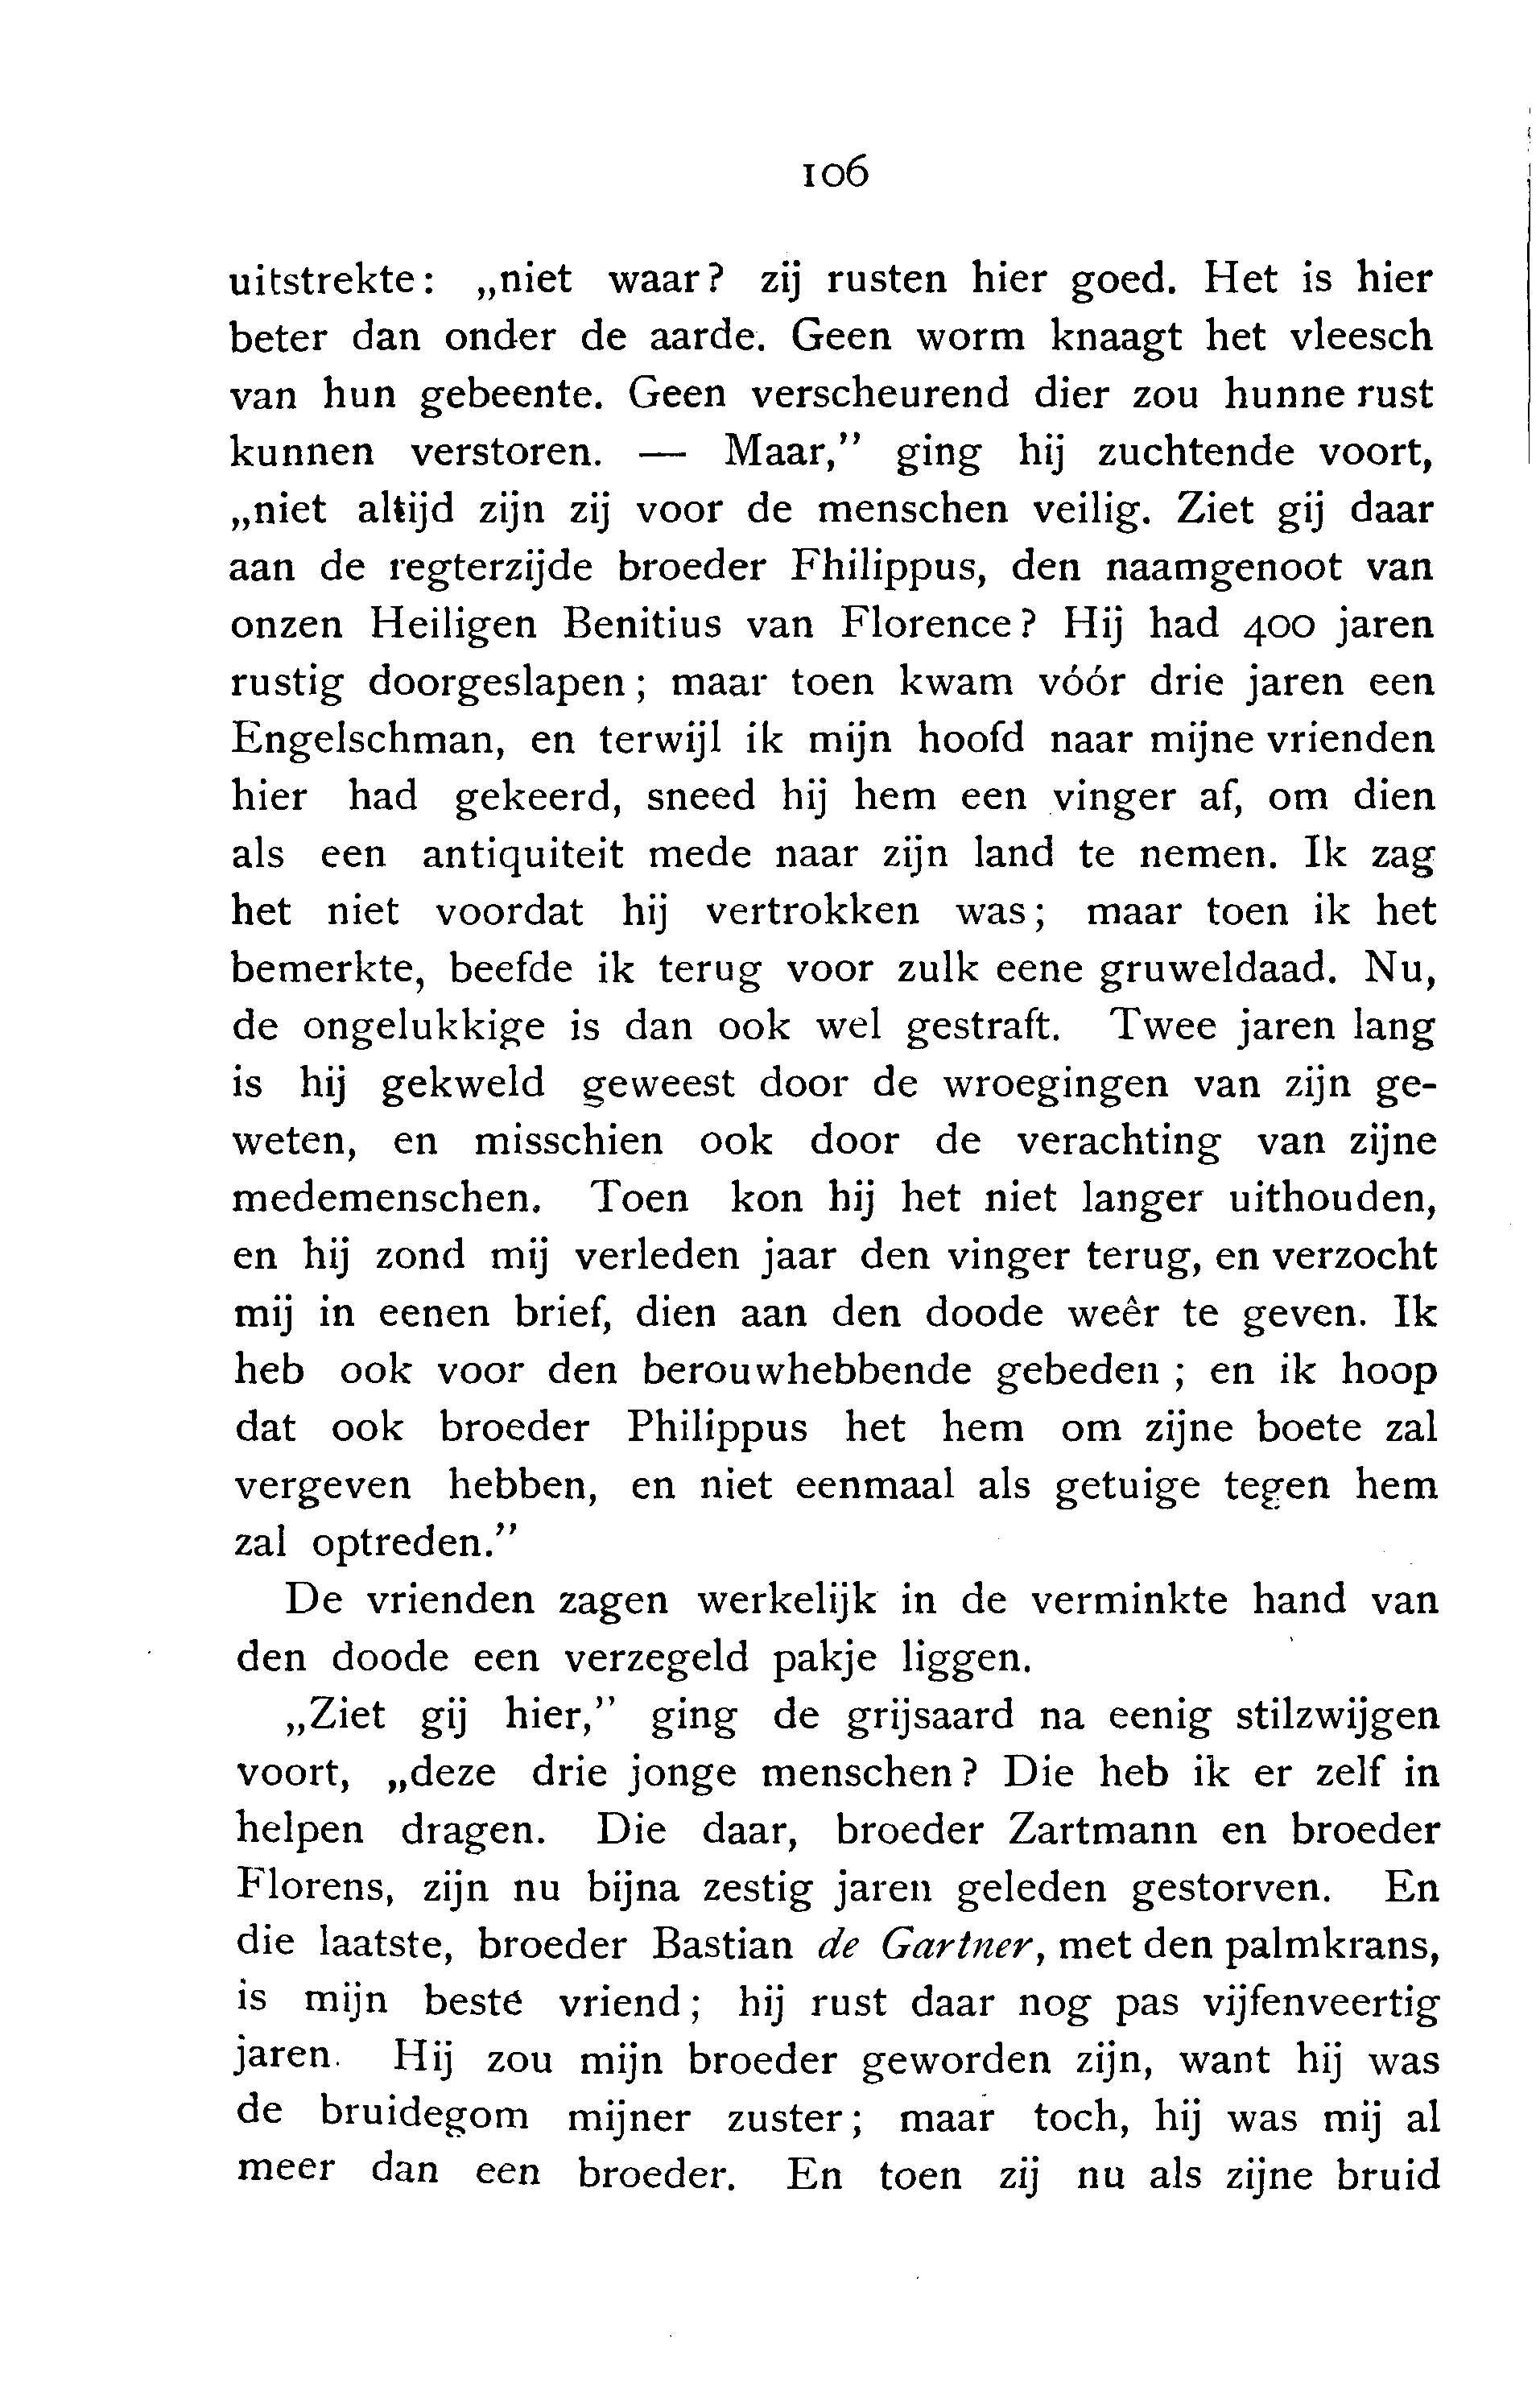 106
uitstrekte: „niet waar? zij rusten hier goed. Het is hier
beter dan onder de aarde. Geen worm knaagt het vleesch
van hun gebeente. Geen verscheurend dier zou hunne rust
kunnen verstoren. — Maar,” ging hij zuchtende voort,
„niet altijd zijn zij voor de menschen veilig. Ziet gij daar
aan de regterzijde broeder Fhilippus, den naamgenoot van
onzen Heiligen Benitius van Florence? Hij had 400 jaren
rustig doorgeslapen; maar toen kwam vóór drie jaren een
Engelschman, en terwijl ik mijn hoofd naar mijne vrienden
hier had gekeerd, sneed hij hem een vinger af, om dien
als een antiquiteit mede naar zijn land te nemen. Ik zag
het niet voordat hij vertrokken was; maar toen ik het
bemerkte, beefde ik terug voor zulk eene gruweldaad. Nu,
de ongelukkige is dan ook wel gestraft. Twee jaren lang
is hij gekweld geweest door de wroegingen van zijn ge-
weten, en misschien ook door de verachting van zijne
medemenschen. Toen kon hij het niet langer uithouden,
en hij zond mij verleden jaar den vinger terug, en verzocht
mij in eenen brief, dien aan den doode weêr te geven. Ik
heb ook voor den berouwhebbende gebeden; en ik hoop
dat ook broeder Philippus het hem om zijne boete zal
vergeven hebben, en niet eenmaal als getuige tegen hem
zal optreden.”
De vrienden zagen werkelijk in de verminkte hand van
den doode een verzegeld pakje liggen.
„Ziet gij hier,” ging de grijsaard na eenig stilzwijgen
voort, „deze drie jonge menschen? Die heb ik er zelf in
helpen dragen. Die daar, broeder Zartmann en broeder
Florens, zijn nu bijna zestig jaren geleden gestorven. En
die laatste, broeder Bastian de Gartner, met den palmkrans,
is mijn beste vriend; hij rust daar nog pas vijfenveertig
jaren. Hij zou mijn broeder geworden zijn, want hij was
de bruidegom mijner zuster; maar toch, hij was mij al
meer dan een broeder. En toen zij nu als zijne bruid